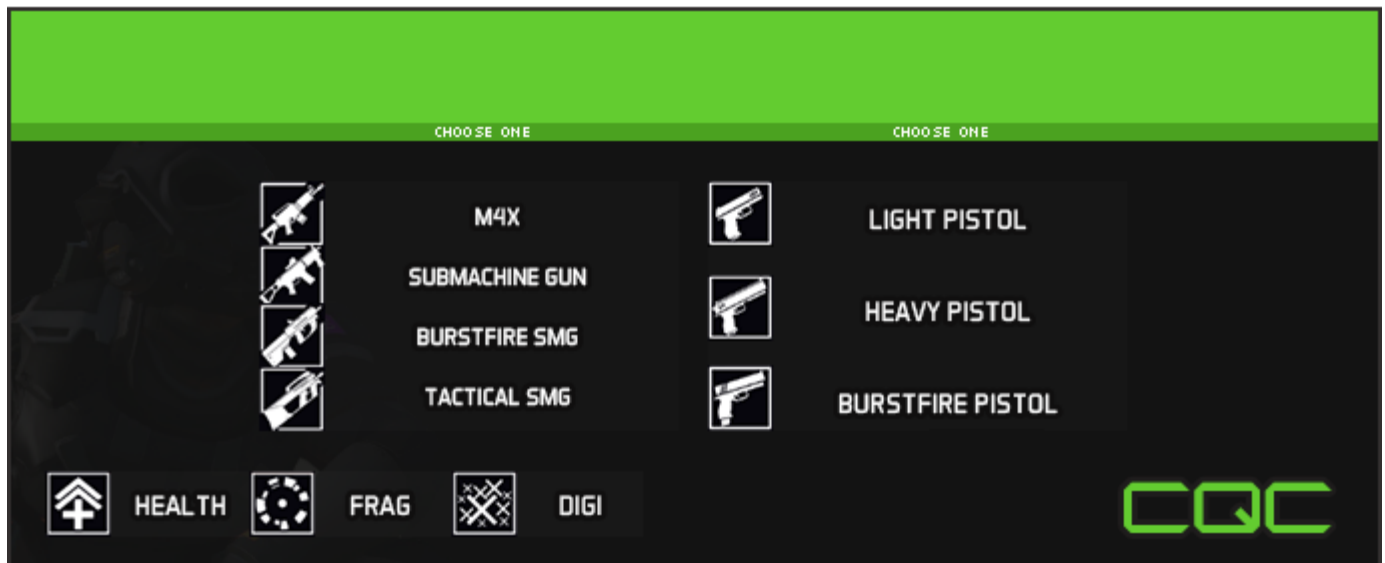 CHOOSE ONE
CHOOSE ONE
M4X
SUBMACHINE GUN
BURSTFIRE SMG
TACTICAL SMG
LIGHT PISTOL
HEAVY PISTOL
BURSTFIRE PISTOL
HEALTH
FRAG
DIGI
CQC